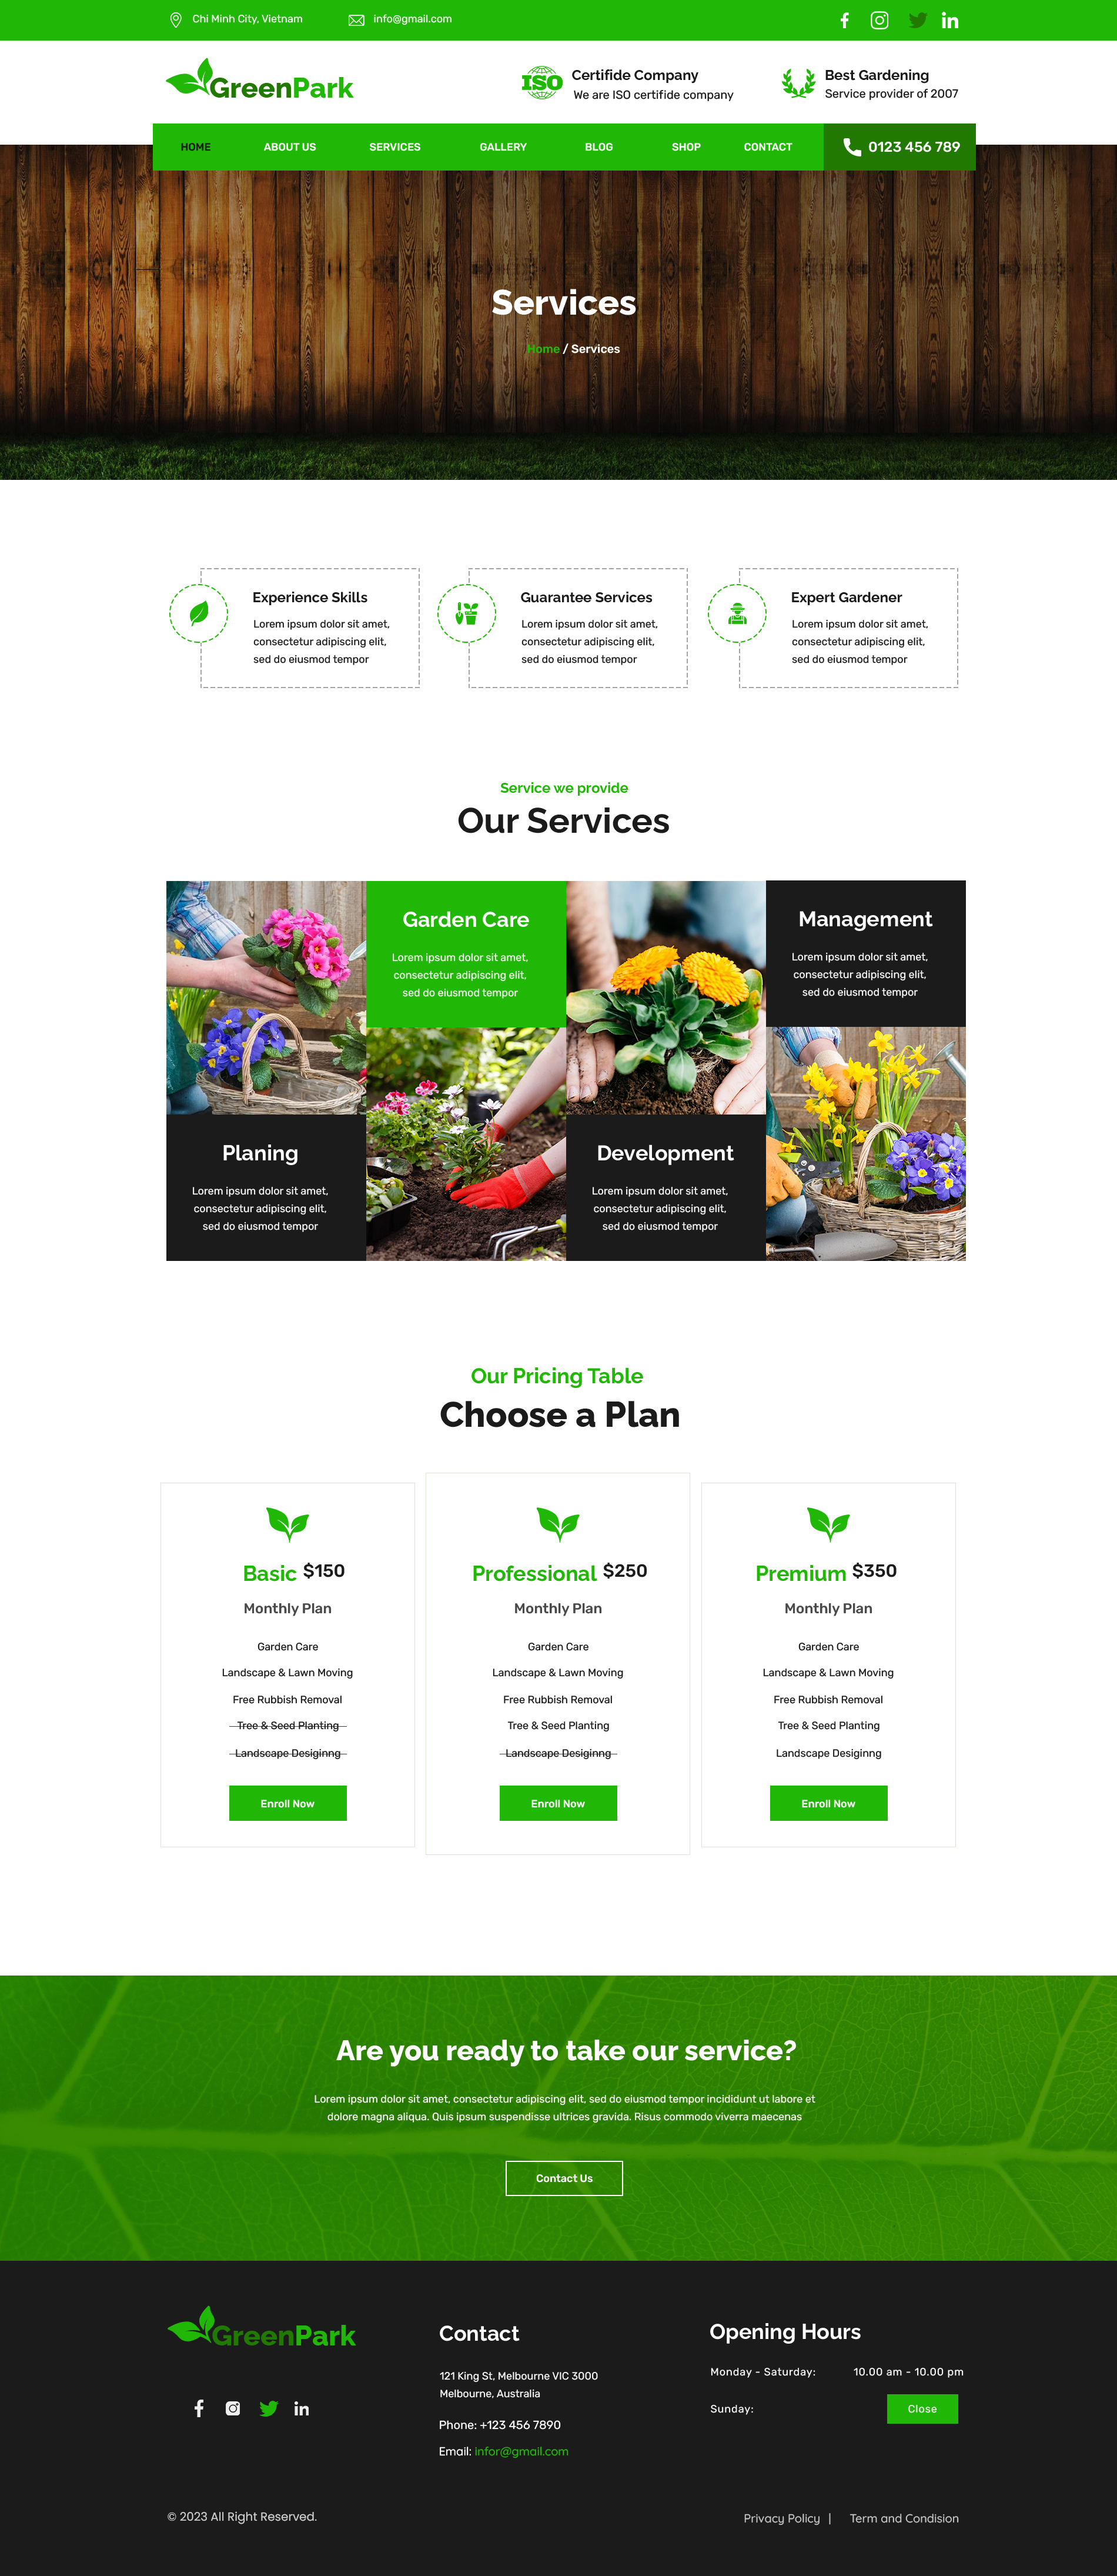 Chi Minh City, Vietnam
info@gmail.com
GreenPark
ISO
Certifide Company
We are ISO certifide company
Best Gardening
Service provider of 2007
HOME
ABOUT US
SERVICES
GALLERY
BLOG
SHOP
CONTACT
0123 456 789
Services
Home / Services
Experience Skills
Lorem ipsum dolor sit amet,
consectetur adipiscing elit,
sed do eiusmod tempor
Guarantee Services
Lorem ipsum dolor sit amet,
consectetur adipiscing elit,
sed do eiusmod tempor
Expert Gardener
Lorem ipsum dolor sit amet,
consectetur adipiscing elit,
sed do eiusmod tempor
Service we provide
Our Services
Garden Care
Lorem ipsum dolor sit amet,
consectetur adipiscing elit,
sed do eiusmod tempor
Management
Lorem ipsum dolor sit amet,
consectetur adipiscing elit,
sed do eiusmod tempor
Planing
Lorem ipsum dolor sit amet,
consectetur adipiscing elit,
sed do eiusmod tempor
Development
Lorem ipsum dolor sit amet,
consectetur adipiscing elit,
sed do eiusmod tempor
Our Pricing Table
Choose a Plan
Basic $150
Monthly Plan
Garden Care
Landscape & Lawn Moving
Free Rubbish Removal
Tree & Seed Planting
Landscape Desiginng
Enroll Now
Professional $250
Monthly Plan
Garden Care
Landscape & Lawn Moving
Free Rubbish Removal
Tree & Seed Planting
Landscape Desiginng
Enroll Now
Premium $350
Monthly Plan
Garden Care
Landscape & Lawn Moving
Free Rubbish Removal
Tree & Seed Planting
Landscape Desiginng
Enroll Now
Are you ready to take our service?
Lorem ipsum dolor sit amet, consectetur adipiscing elit, sed do eiusmod tempor incididunt ut labore et
dolore magna aliqua. Quis ipsum suspendisse ultrices gravida. Risus commodo viverra maecenas
Contact Us
GreenPark
Contact
121 King St, Melbourne VIC 3000
Melbourne, Australia
Phone: +123 456 7890
Email: infor@gmail.com
Opening Hours
Monday - Saturday: 10.00 am - 10.00 pm
Sunday: Close
© 2023 All Right Reserved.
Privacy Policy | Term and Condision